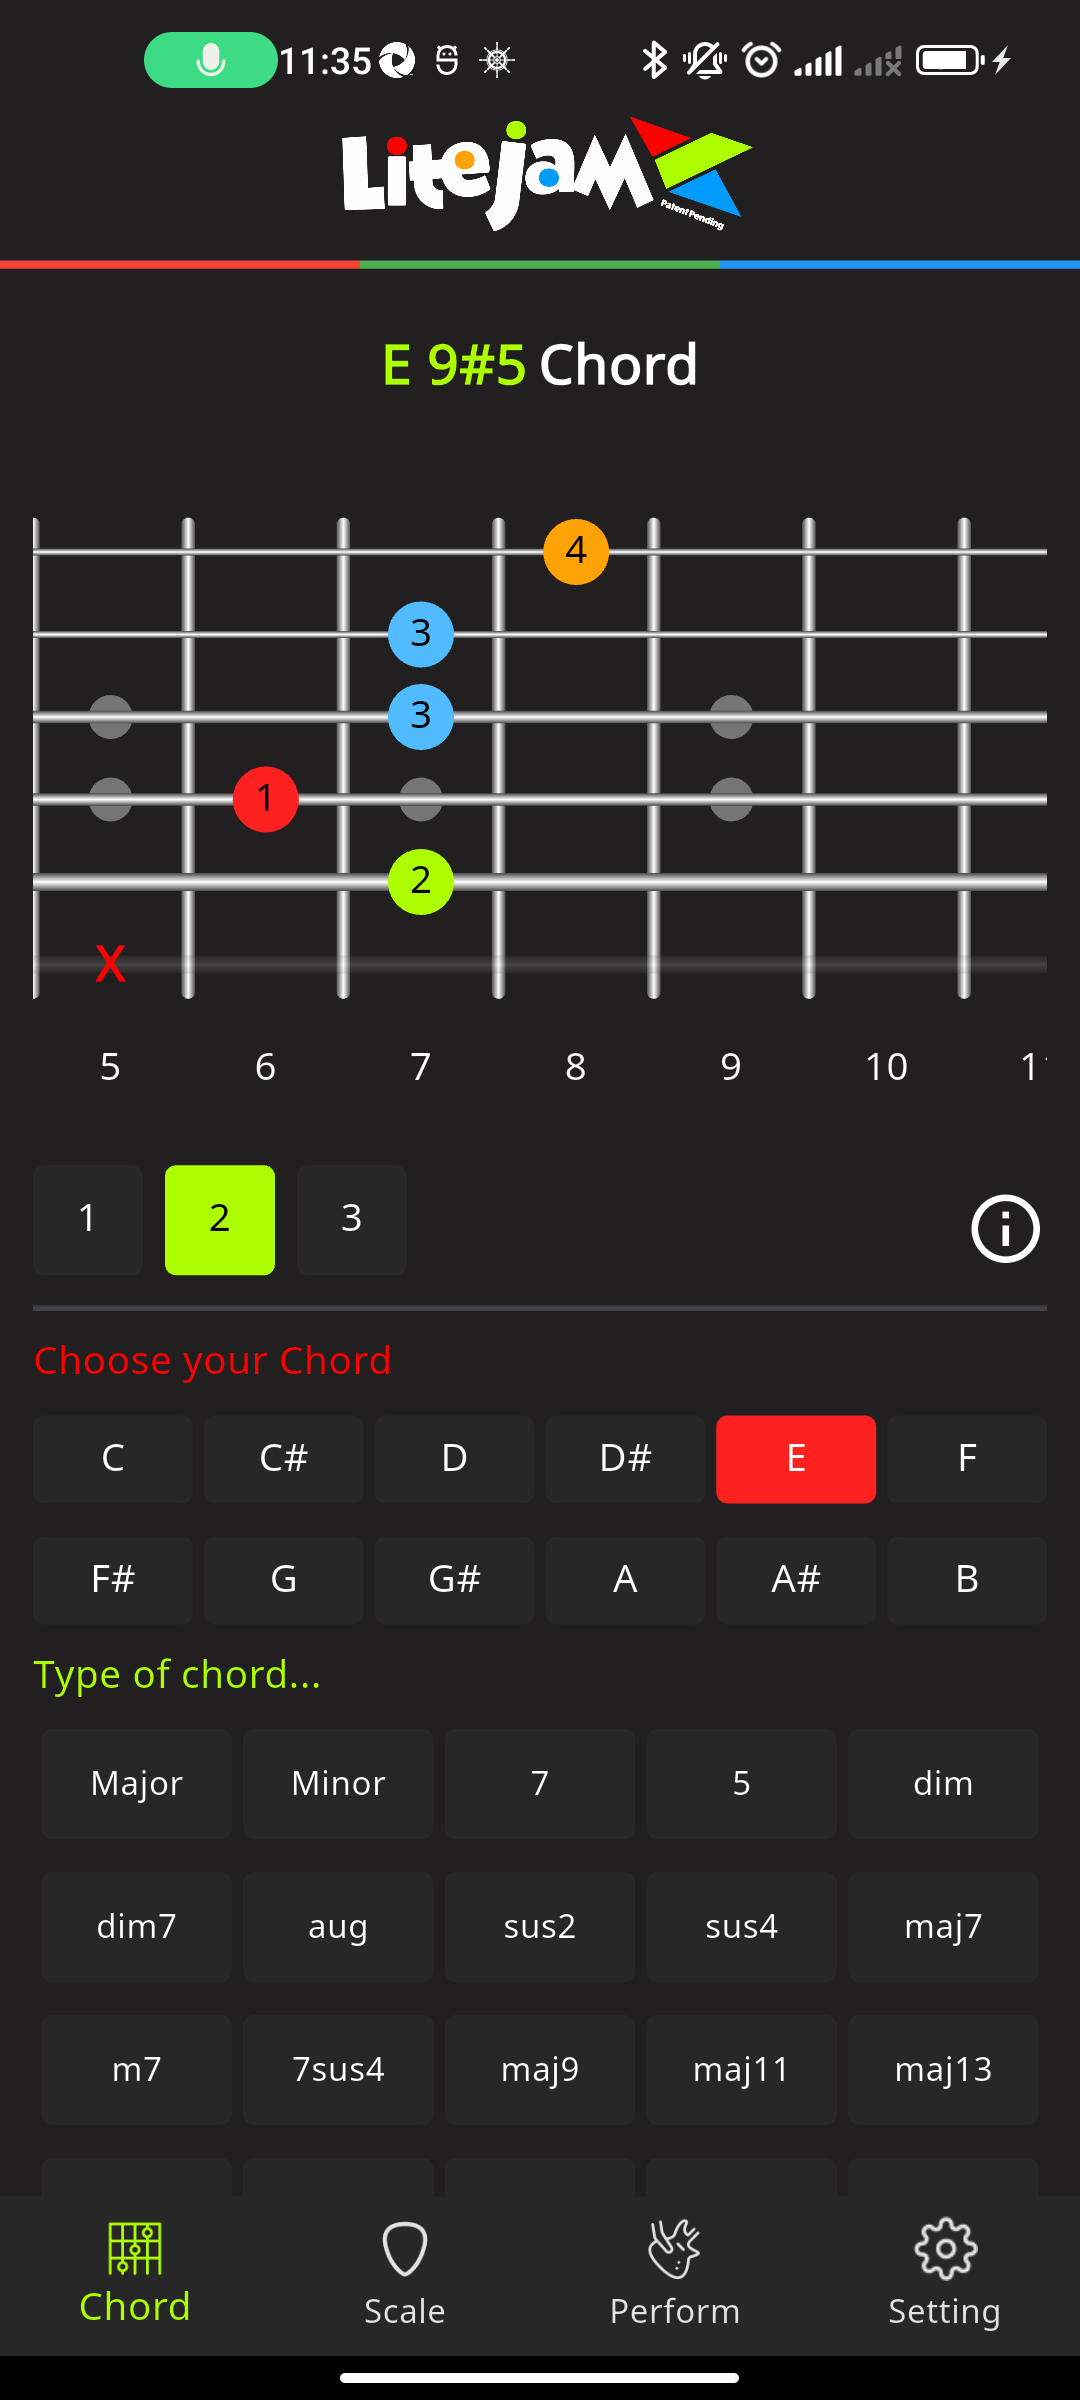 11:35
LiteJam
Patent Pending
E 9#5 Chord
4
3
3
1
2
X
5 6 7 8 9 10
1 2 3
Choose your Chord
C C# D D# E F
F# G G# A A# B
Type of chord...
Major Minor 7 5 dim
dim7 aug sus2 sus4 maj7
m7 7sus4 maj9 maj11 maj13
Chord Scale Perform Setting